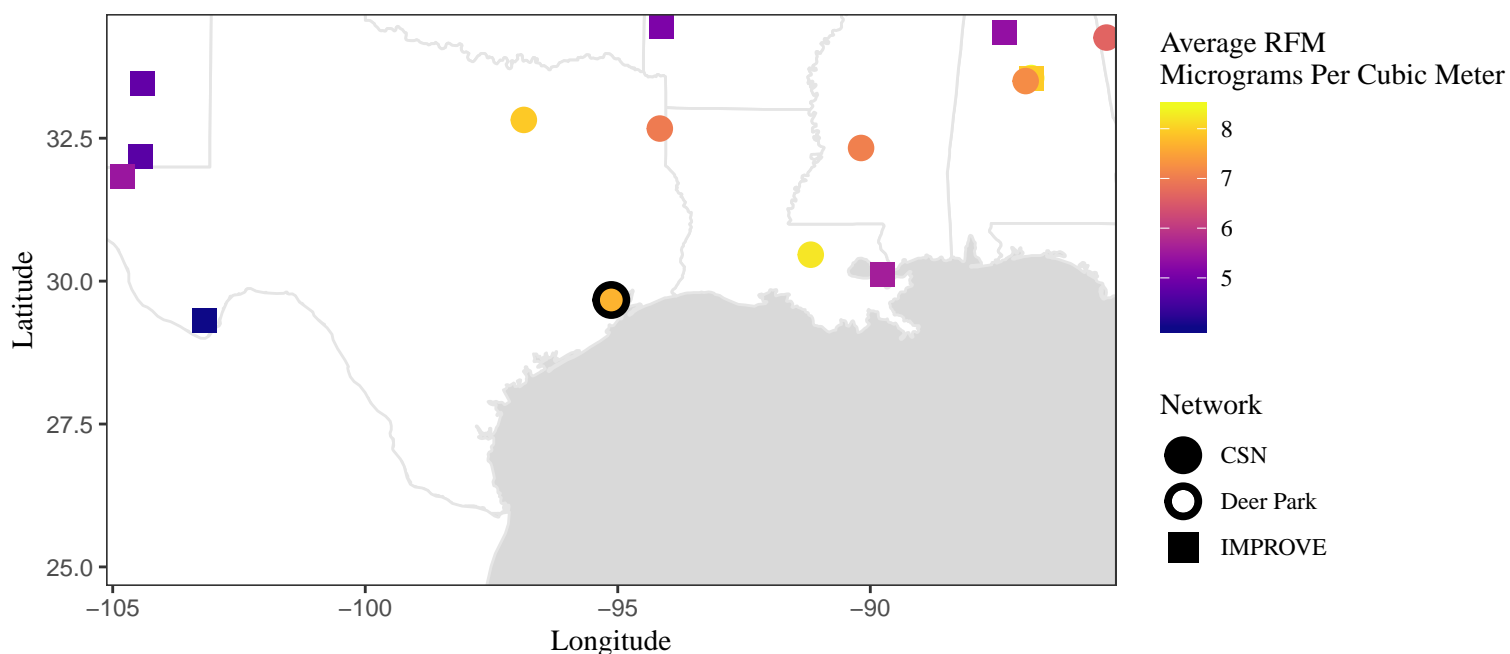 Average RFM
Micrograms Per Cubic Meter
8
7
6
5
Network
CSN
Deer Park
IMPROVE
Latitude
32.5
30.0
27.5
25.0
−105
−100
−95
−90
Longitude